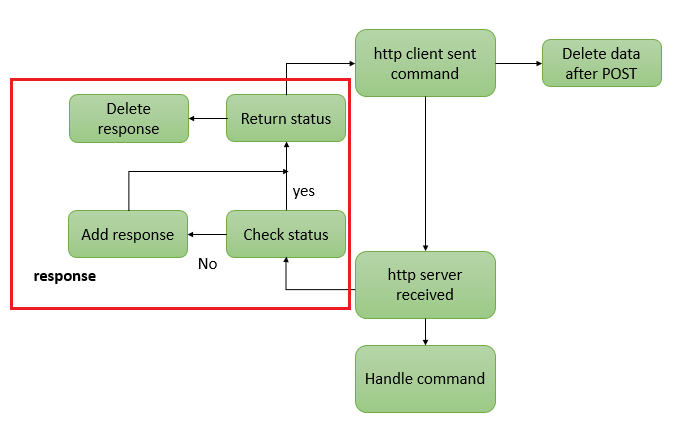 http client sent
command
Delete data
after POST
Delete
response
Return status
yes
Add response
Check status
No
response
http server
received
Handle command